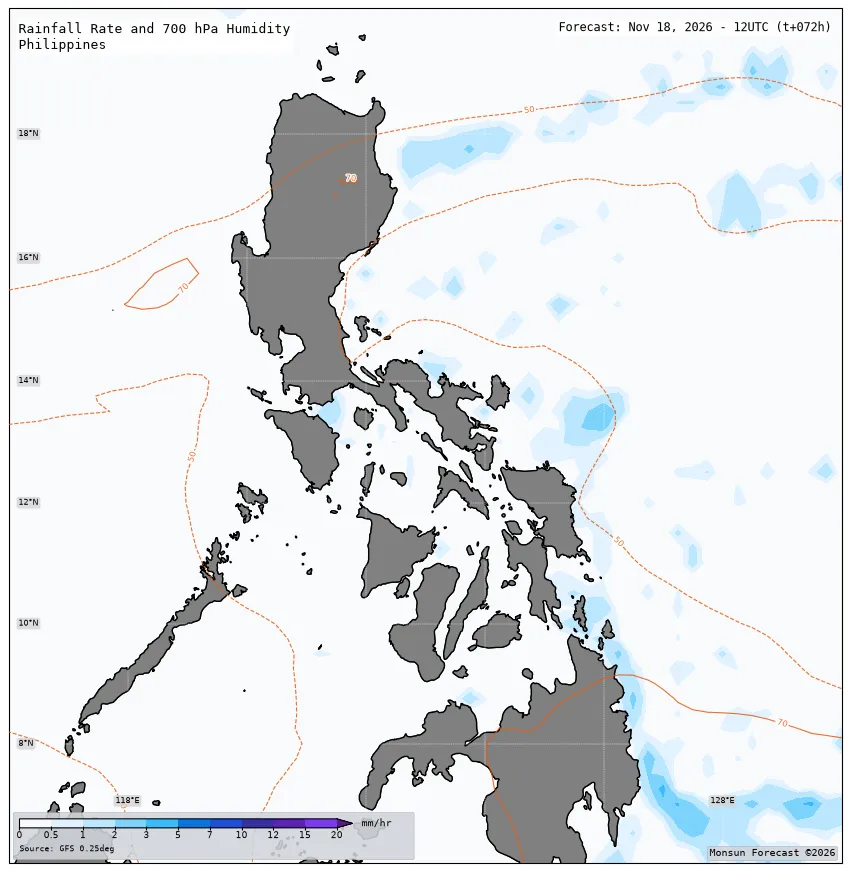 Rainfall Rate and 700 hPa Humidity
Philippines
Forecast: Nov 18, 2026 - 12UTC (t+072h)
50
18°N
70
16°N
70
14°N
50
12°N
50
10°N
70
8°N
118°E
128°E
mm/hr
0 0.5 1 2 3 5 7 10 12 15 20
Source: GFS 0.25deg
Monsun Forecast ©2026